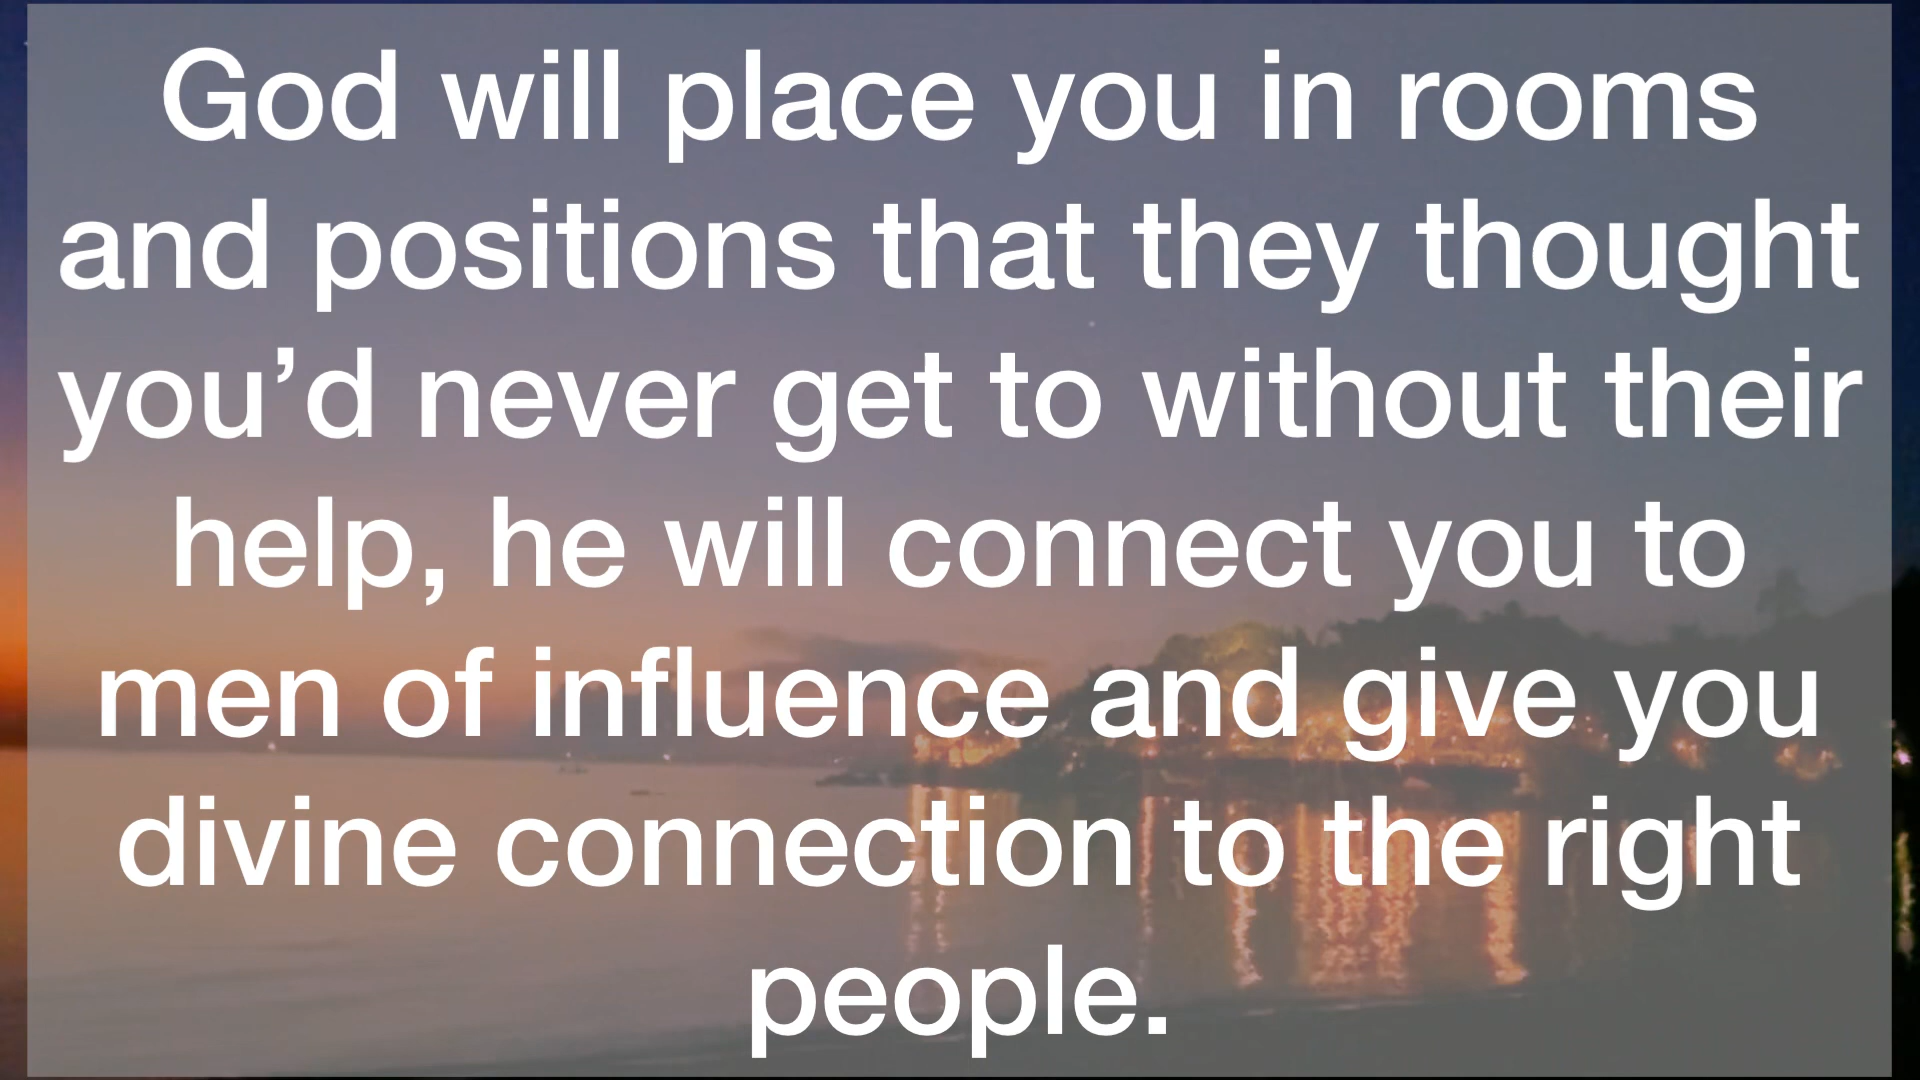 God will place you in rooms
and positions that they thought
you’d never get to without their
help, he will connect you to
men of influence and give you
divine connection to the right
people.